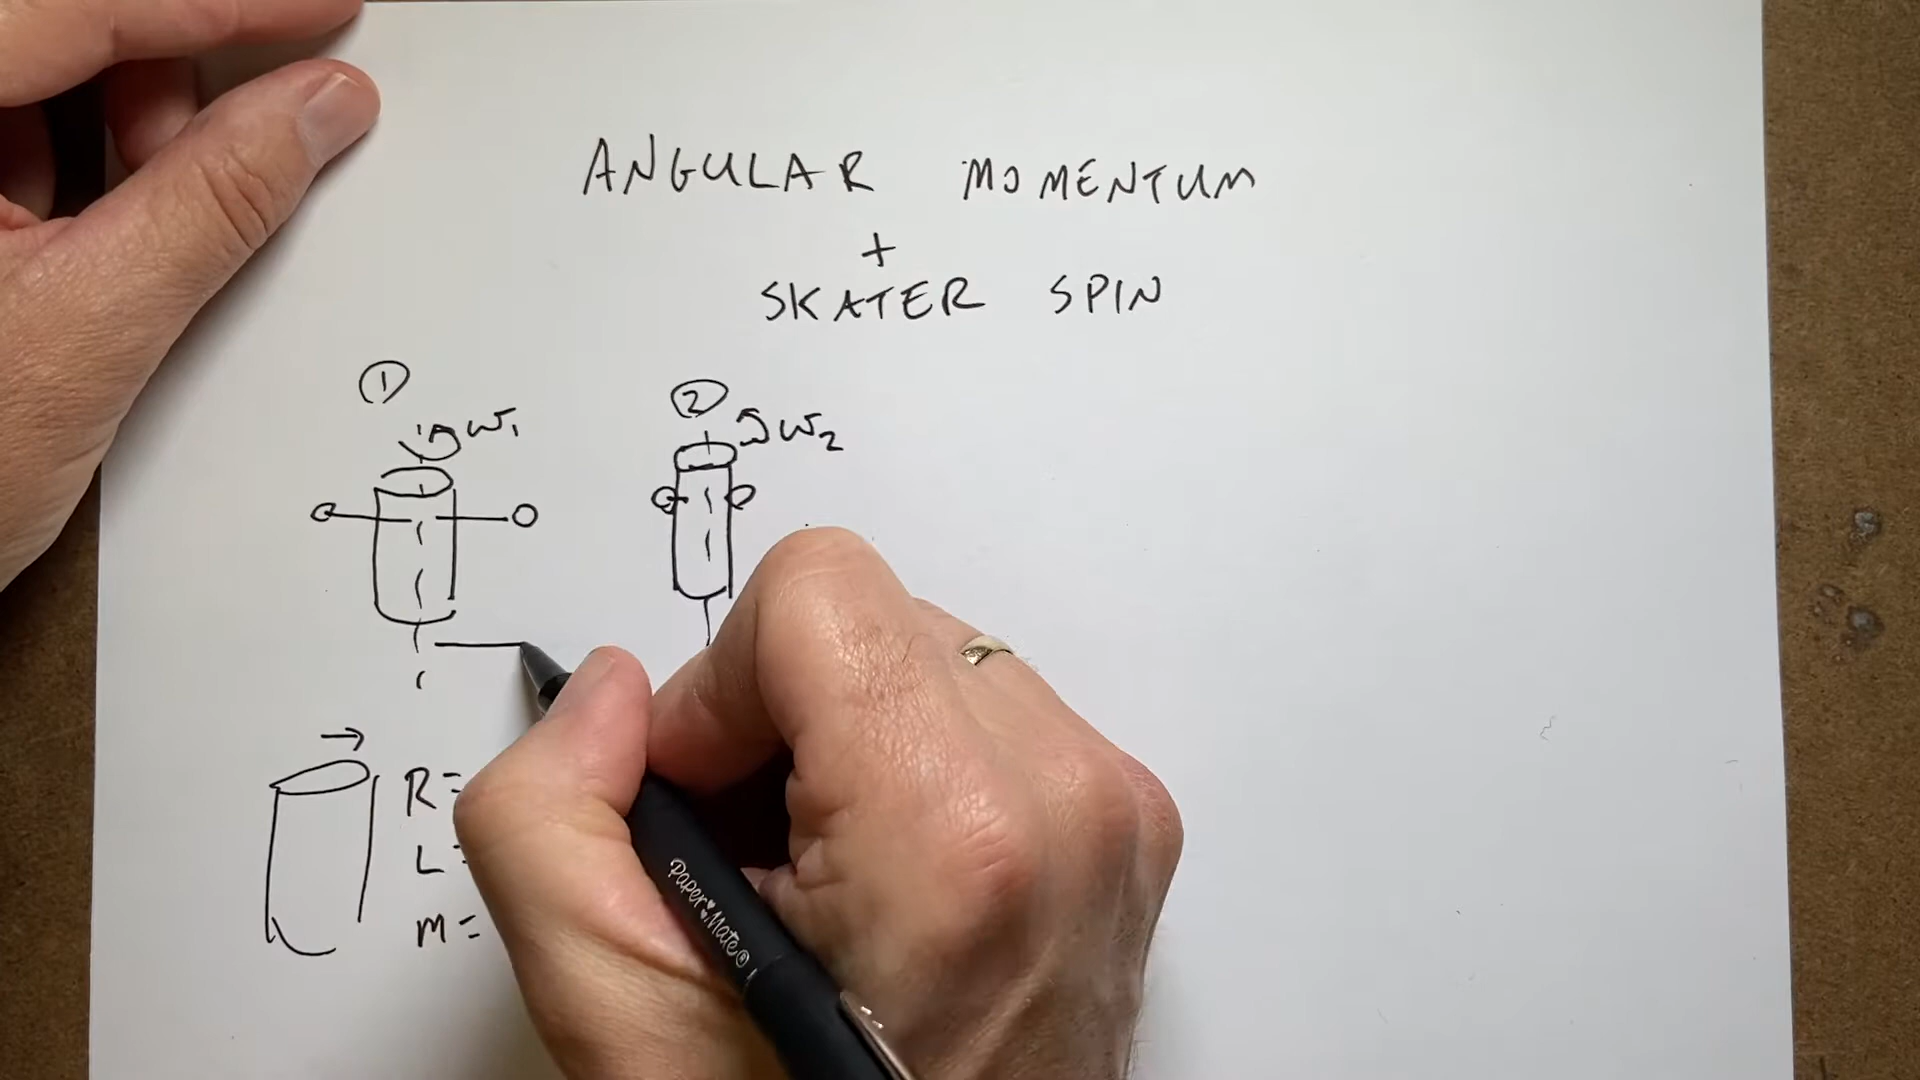 ANGULAR MOMENTUM
+
SKATER SPIN
① ②
ω₁ ω₂
R=
L=
m=
Paper Mate®